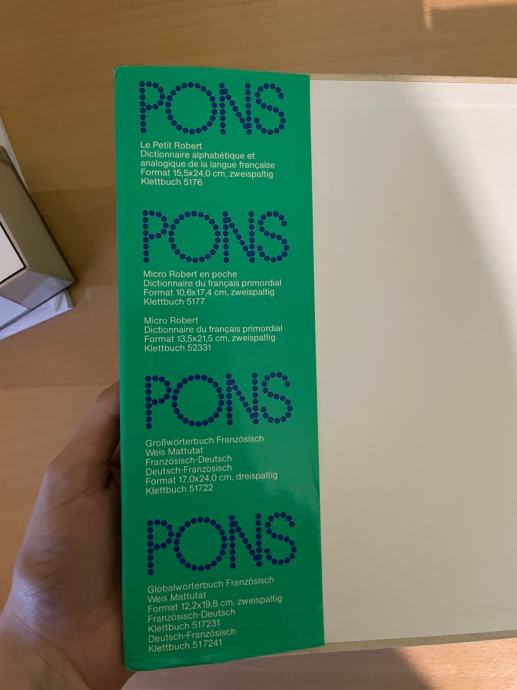 PONS
Le Petit Robert
Dictionnaire alphabétique et
analogique de la langue française
Format 15,5x24,0 cm, zweispaltig
Klettbuch 5176
PONS
Micro Robert en poche
Dictionnaire du français primordial
Format 10,6x17,4 cm, zweispaltig
Klettbuch 5177
Micro Robert
Dictionnaire du français primordial
Format 13,5x21,5 cm, zweispaltig
Klettbuch 52331
PONS
Großwörterbuch Französisch
Weis Mattutat
Französisch-Deutsch
Deutsch-Französisch
Format 17,0x24,0 cm, dreispaltig
Klettbuch 51722
PONS
Globalwörterbuch Französisch
Weis Mattutat
Format 12,2x19,8 cm, zweispaltig
Französisch-Deutsch
Klettbuch 517231
Deutsch-Französisch
Klettbuch 517241